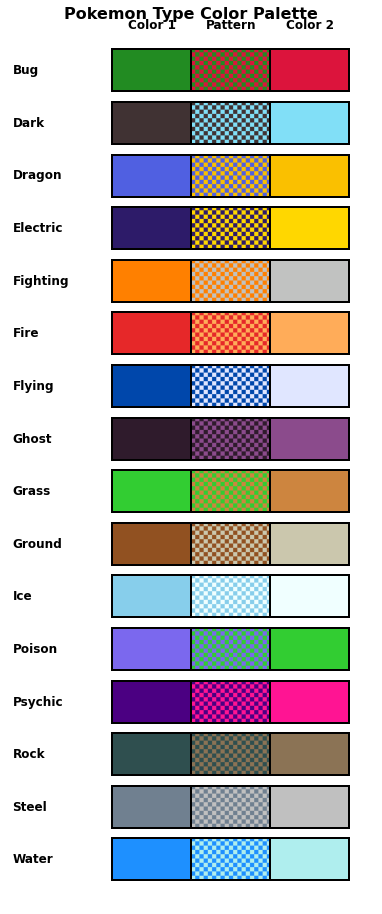 Pokemon Type Color Palette
Color 1 Pattern Color 2
Bug
Dark
Dragon
Electric
Fighting
Fire
Flying
Ghost
Grass
Ground
Ice
Poison
Psychic
Rock
Steel
Water